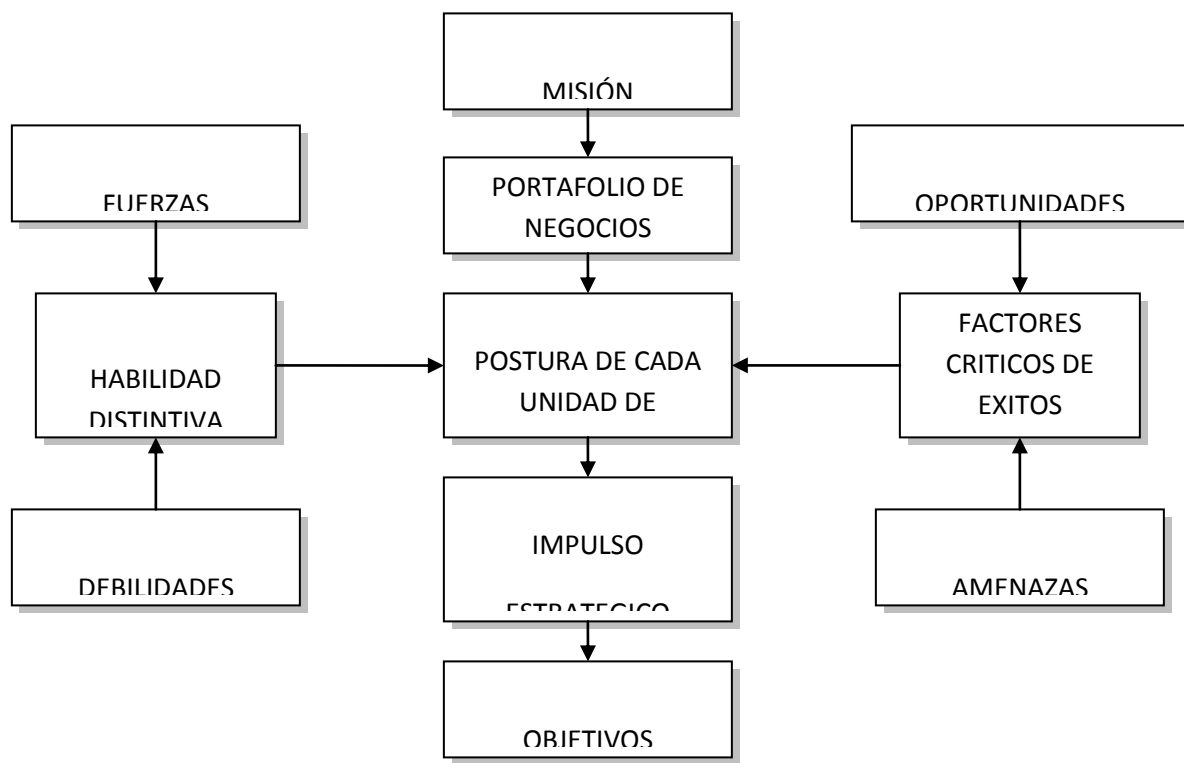 MISIÓN
FUERZAS
PORTAFOLIO DE
NEGOCIOS
OPORTUNIDADES
HABILIDAD
DISTINTIVA
POSTURA DE CADA
UNIDAD DE
FACTORES
CRITICOS DE
EXITOS
DEBILIDADES
IMPULSO
ESTRATEGICO
AMENAZAS
OBJETIVOS